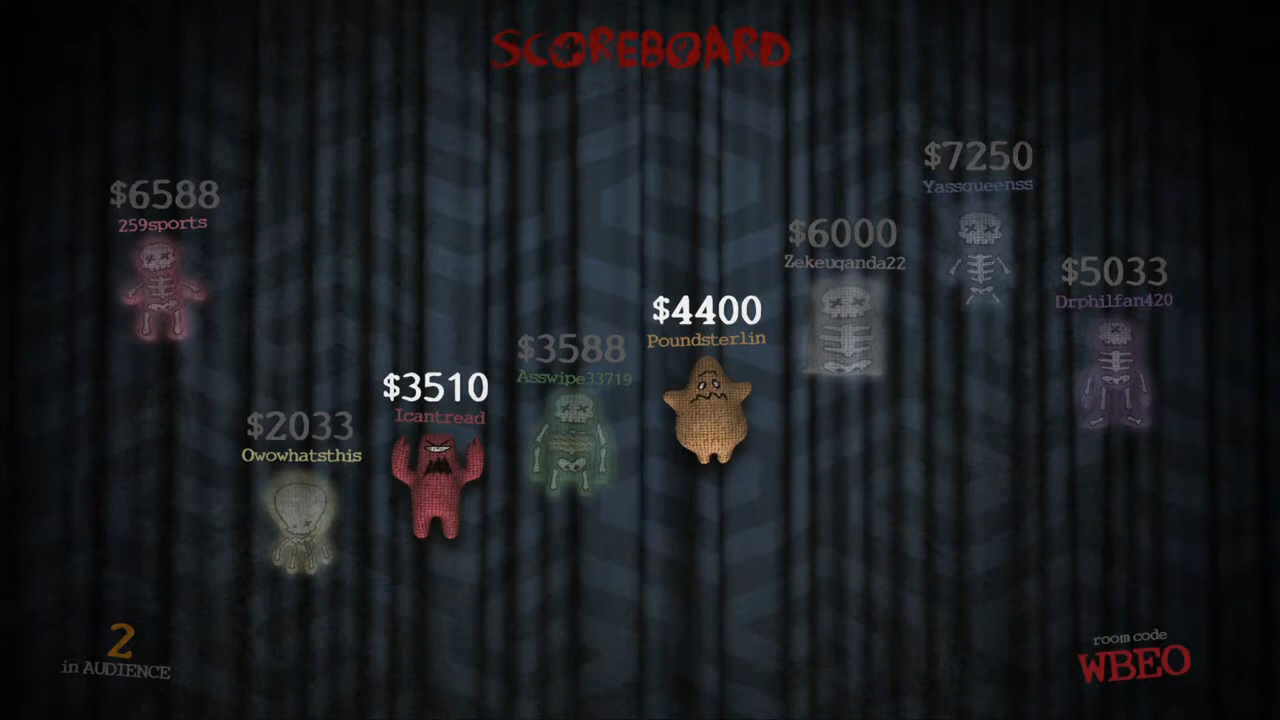 SCOREBOARD
$6588
259sports
$2033
Owowhatsthis
$3510
Icantread
$3588
Asswipe33719
$4400
Poundsterlin
$6000
Zekeuganda22
$7250
Yassqueenss
$5033
Drphilfan420
2
in AUDIENCE
room code
WBEO